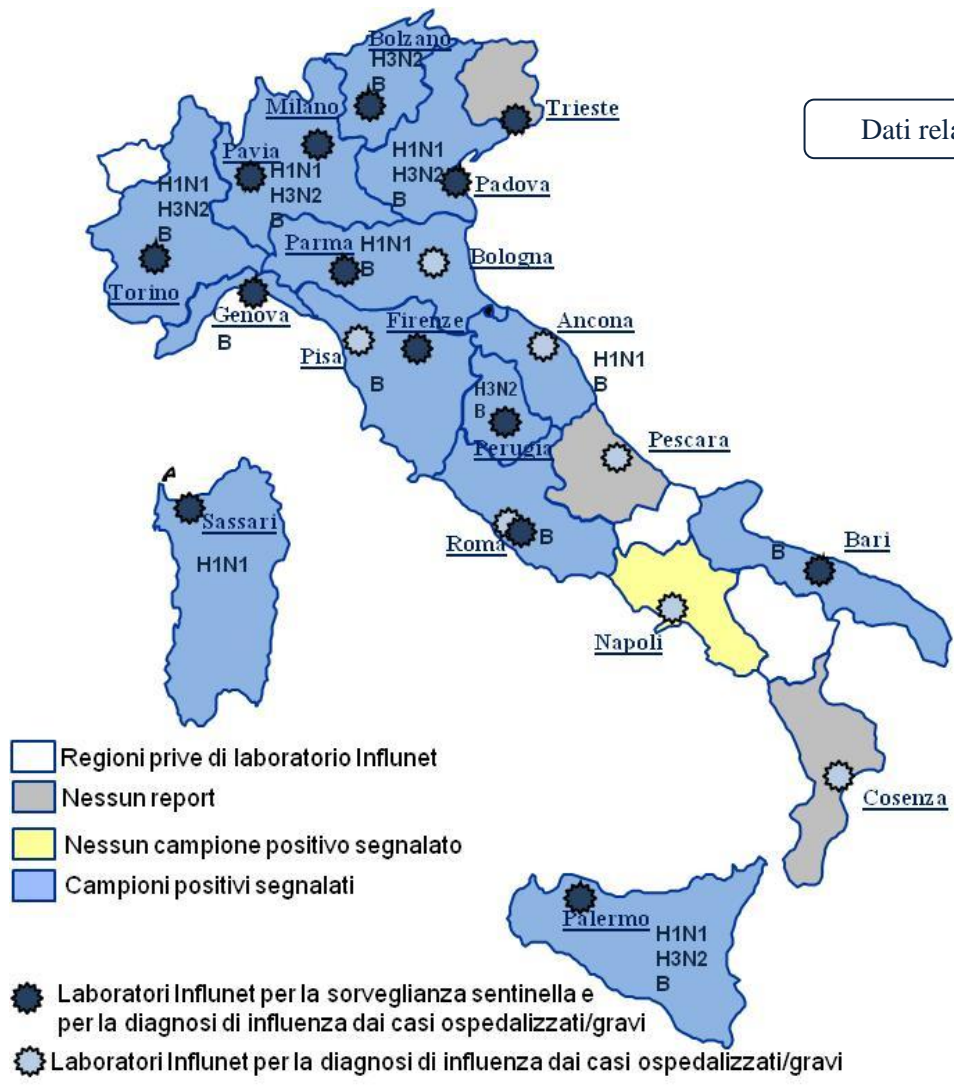 Bolzano
H3N2
B
Milano
Trieste
Dati rela
Pavia
H1N1
H3N2
B
H1N1
H3N2
B
Padova
H1N1
H3N2
B
Parma
H1N1
B
Bologna
Torino
Genova
B
Firenze
Ancona
Pisa
H1N1
B
B
H3N2
B
Perugia
Pescara
Sassari
H1N1
Roma
B
B
Bari
Napoli
Regioni prive di laboratorio Influnet
Nessun report
Cosenza
Nessun campione positivo segnalato
Campioni positivi segnalati
Palermo
H1N1
H3N2
B
Laboratori Influnet per la sorveglianza sentinella e
per la diagnosi di influenza dai casi ospedalizzati/gravi
Laboratori Influnet per la diagnosi di influenza dai casi ospedalizzati/gravi